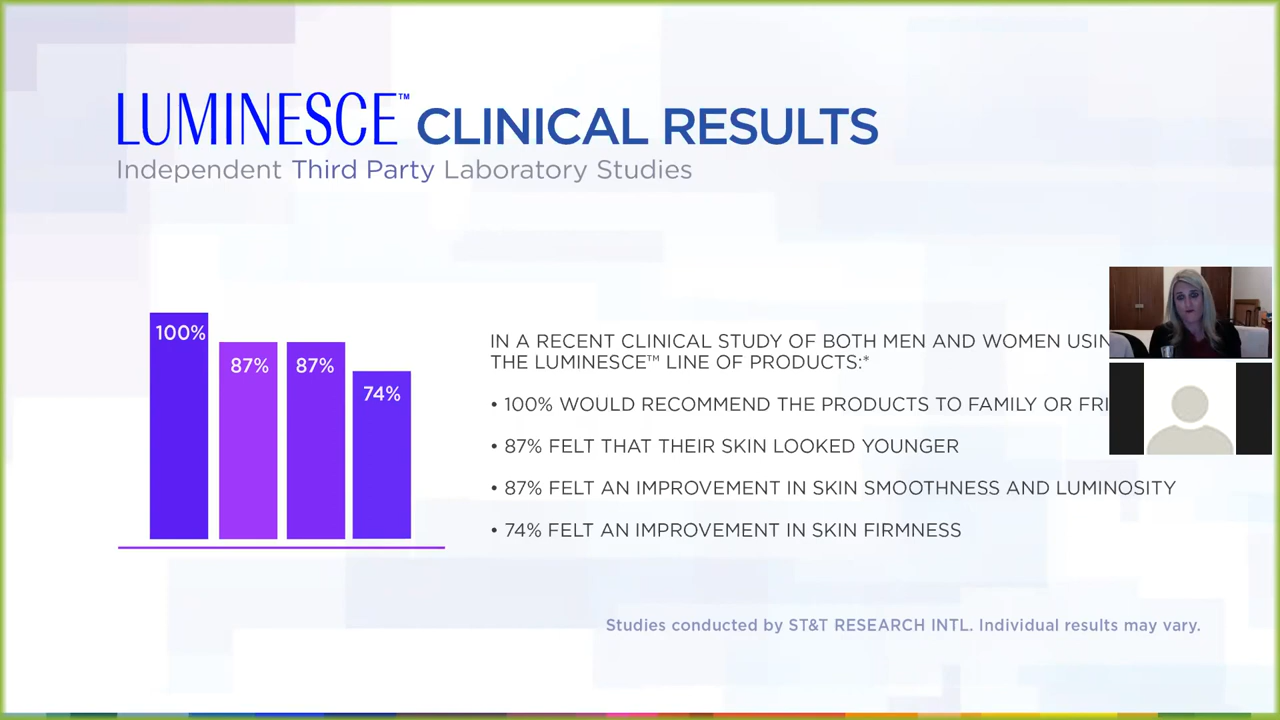 LUMINESCE™ CLINICAL RESULTS
Independent Third Party Laboratory Studies
100%
87%
87%
74%
IN A RECENT CLINICAL STUDY OF BOTH MEN AND WOMEN
THE LUMINESCE™ LINE OF PRODUCTS:*
• 100% WOULD RECOMMEND THE PRODUCTS TO FAMILY OR
• 87% FELT THAT THEIR SKIN LOOKED YOUNGER
• 87% FELT AN IMPROVEMENT IN SKIN SMOOTHNESS AND LUMINOSITY
• 74% FELT AN IMPROVEMENT IN SKIN FIRMNESS
Studies conducted by ST&T RESEARCH INTL. Individual results may vary.